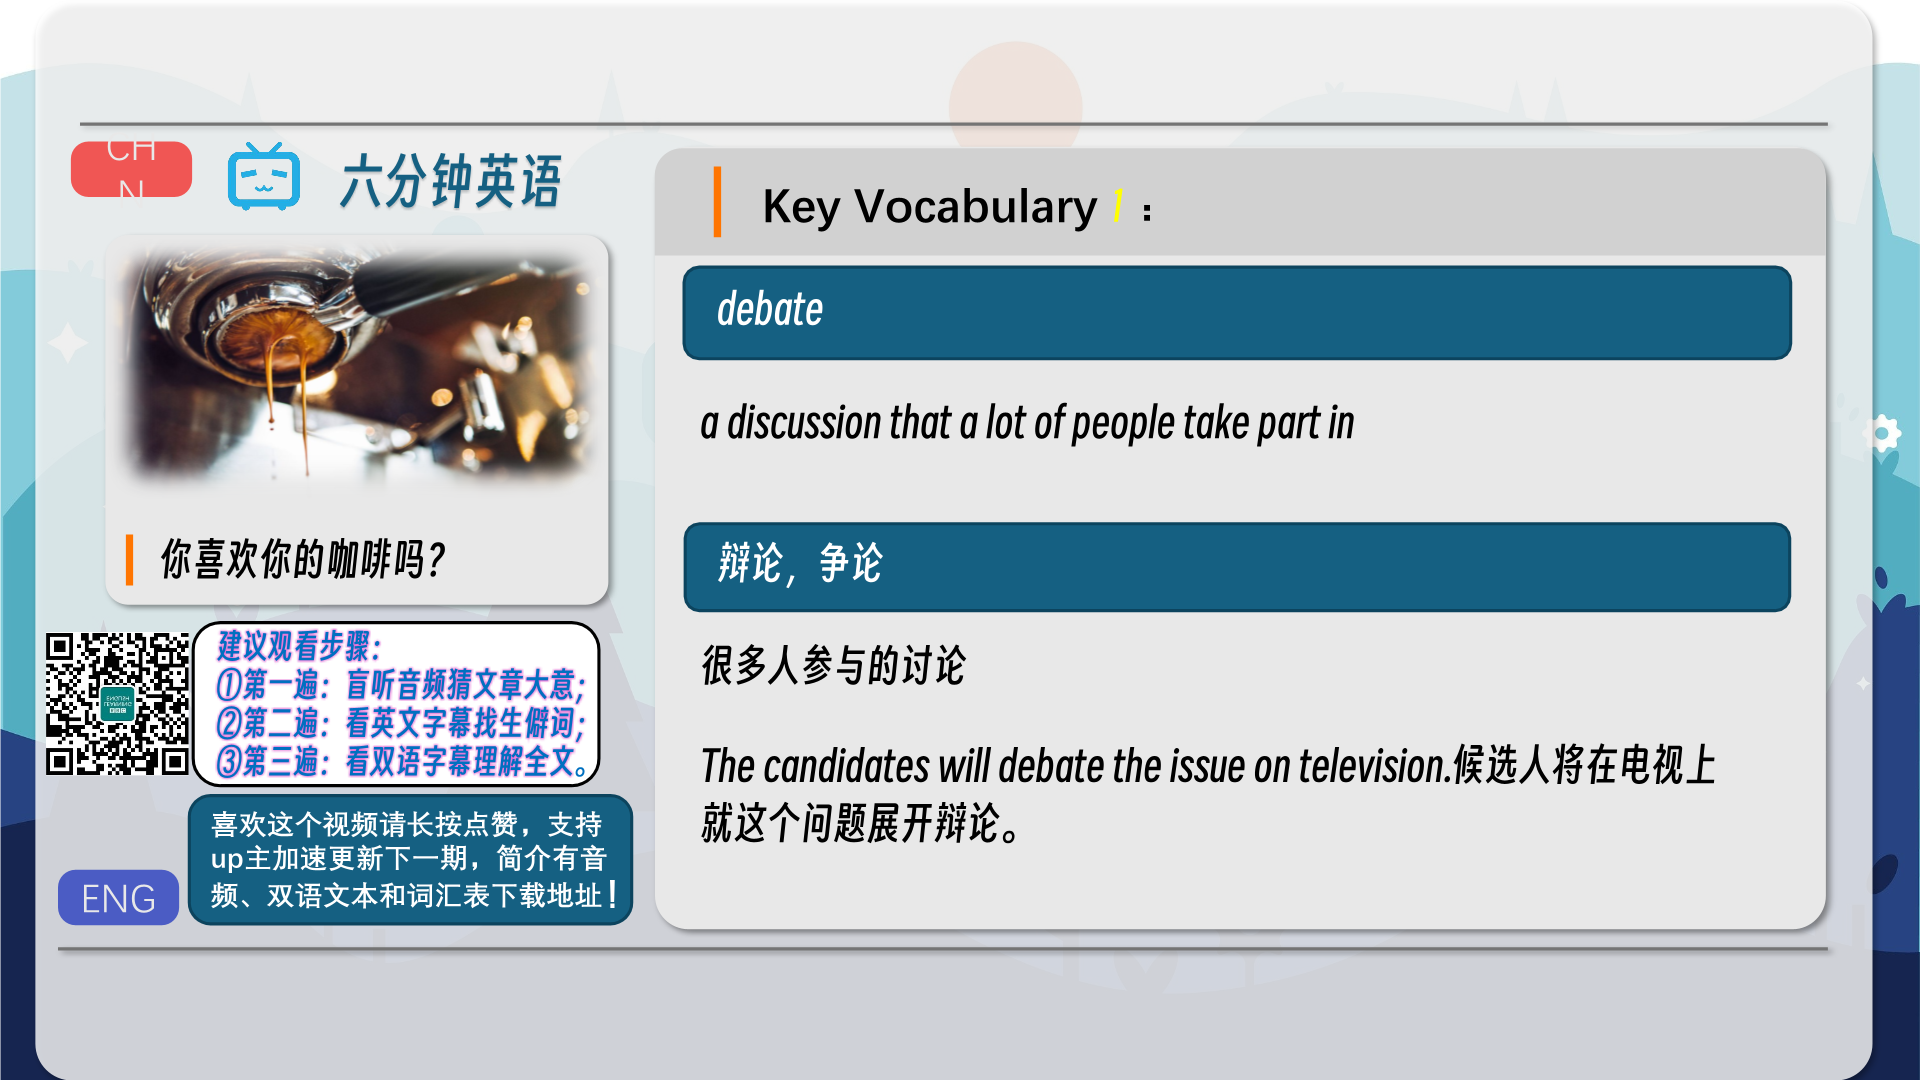 CH
N
六分钟英语
你喜欢你的咖啡吗？
建议观看步骤：
①第一遍：盲听音频猜文章大意；
②第二遍：看英文字幕找生僻词；
③第三遍：看双语字幕理解全文。
喜欢这个视频请长按点赞，支持
up主加速更新下一期，简介有音
频、双语文本和词汇表下载地址！
ENG
Key Vocabulary 1：
debate
a discussion that a lot of people take part in
辩论，争论
很多人参与的讨论
The candidates will debate the issue on television.候选人将在电视上
就这个问题展开辩论。